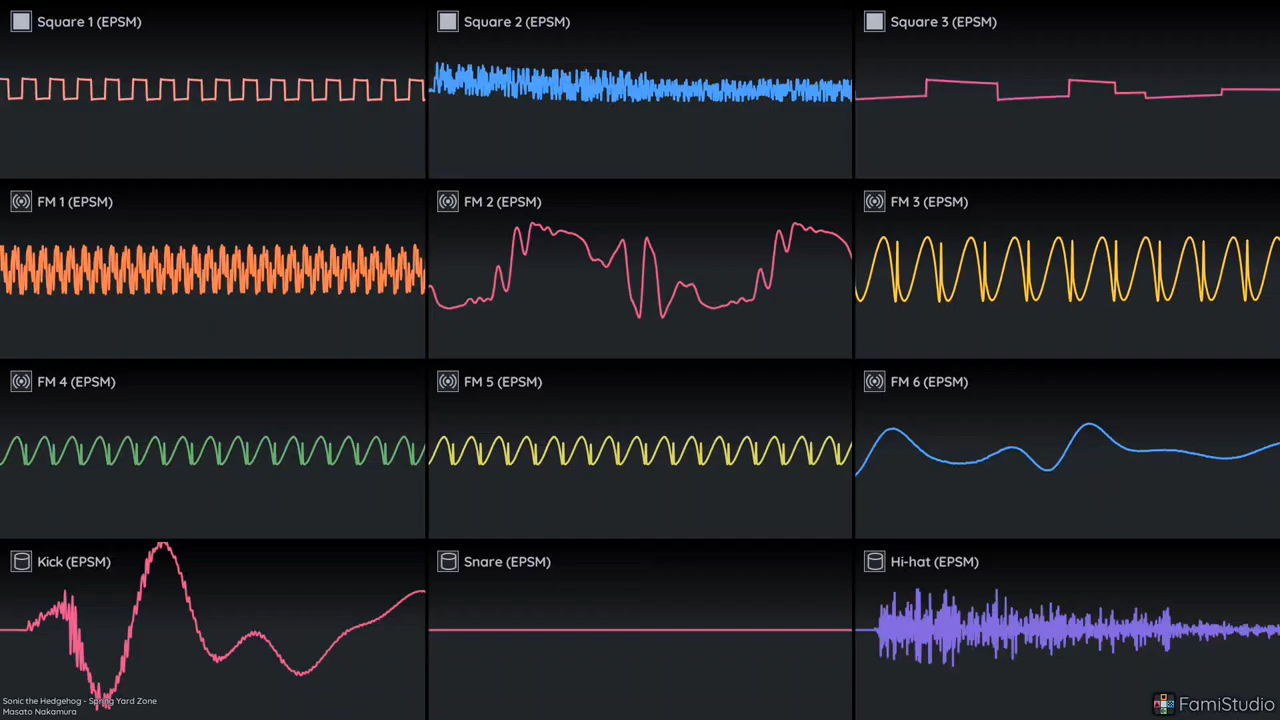 Square 1 (EPSM)
Square 2 (EPSM)
Square 3 (EPSM)
FM 1 (EPSM)
FM 2 (EPSM)
FM 3 (EPSM)
FM 4 (EPSM)
FM 5 (EPSM)
FM 6 (EPSM)
Kick (EPSM)
Snare (EPSM)
Hi-hat (EPSM)
Sonic the Hedgehog - Spring Yard Zone
Masato Nakamura
FamiStudio